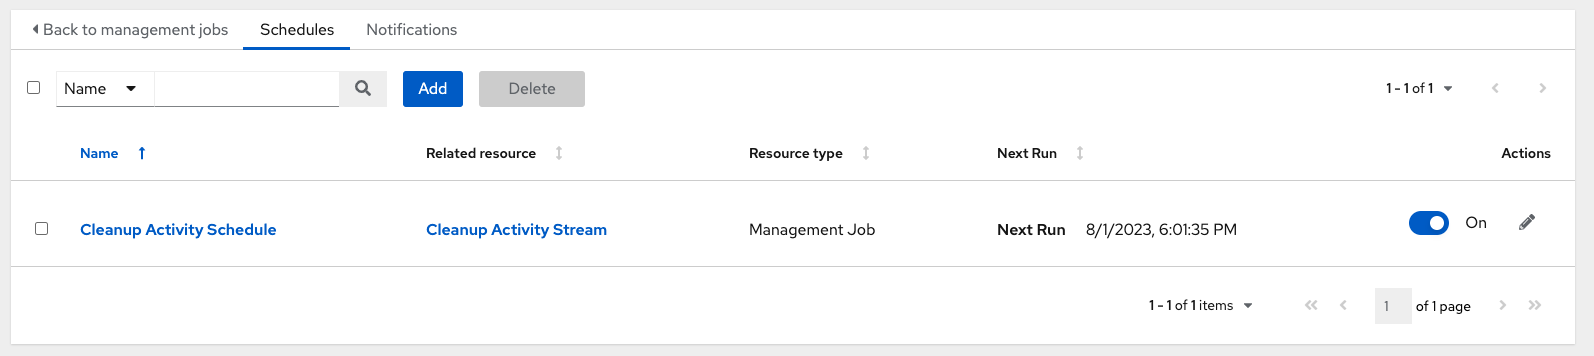 Back to management jobs Schedules Notifications
Name Add Delete 1 - 1 of 1
Name Related resource Resource type Next Run Actions
Cleanup Activity Schedule Cleanup Activity Stream Management Job Next Run 8/1/2023, 6:01:35 PM On
1 - 1 of 1 items 1 of 1 page